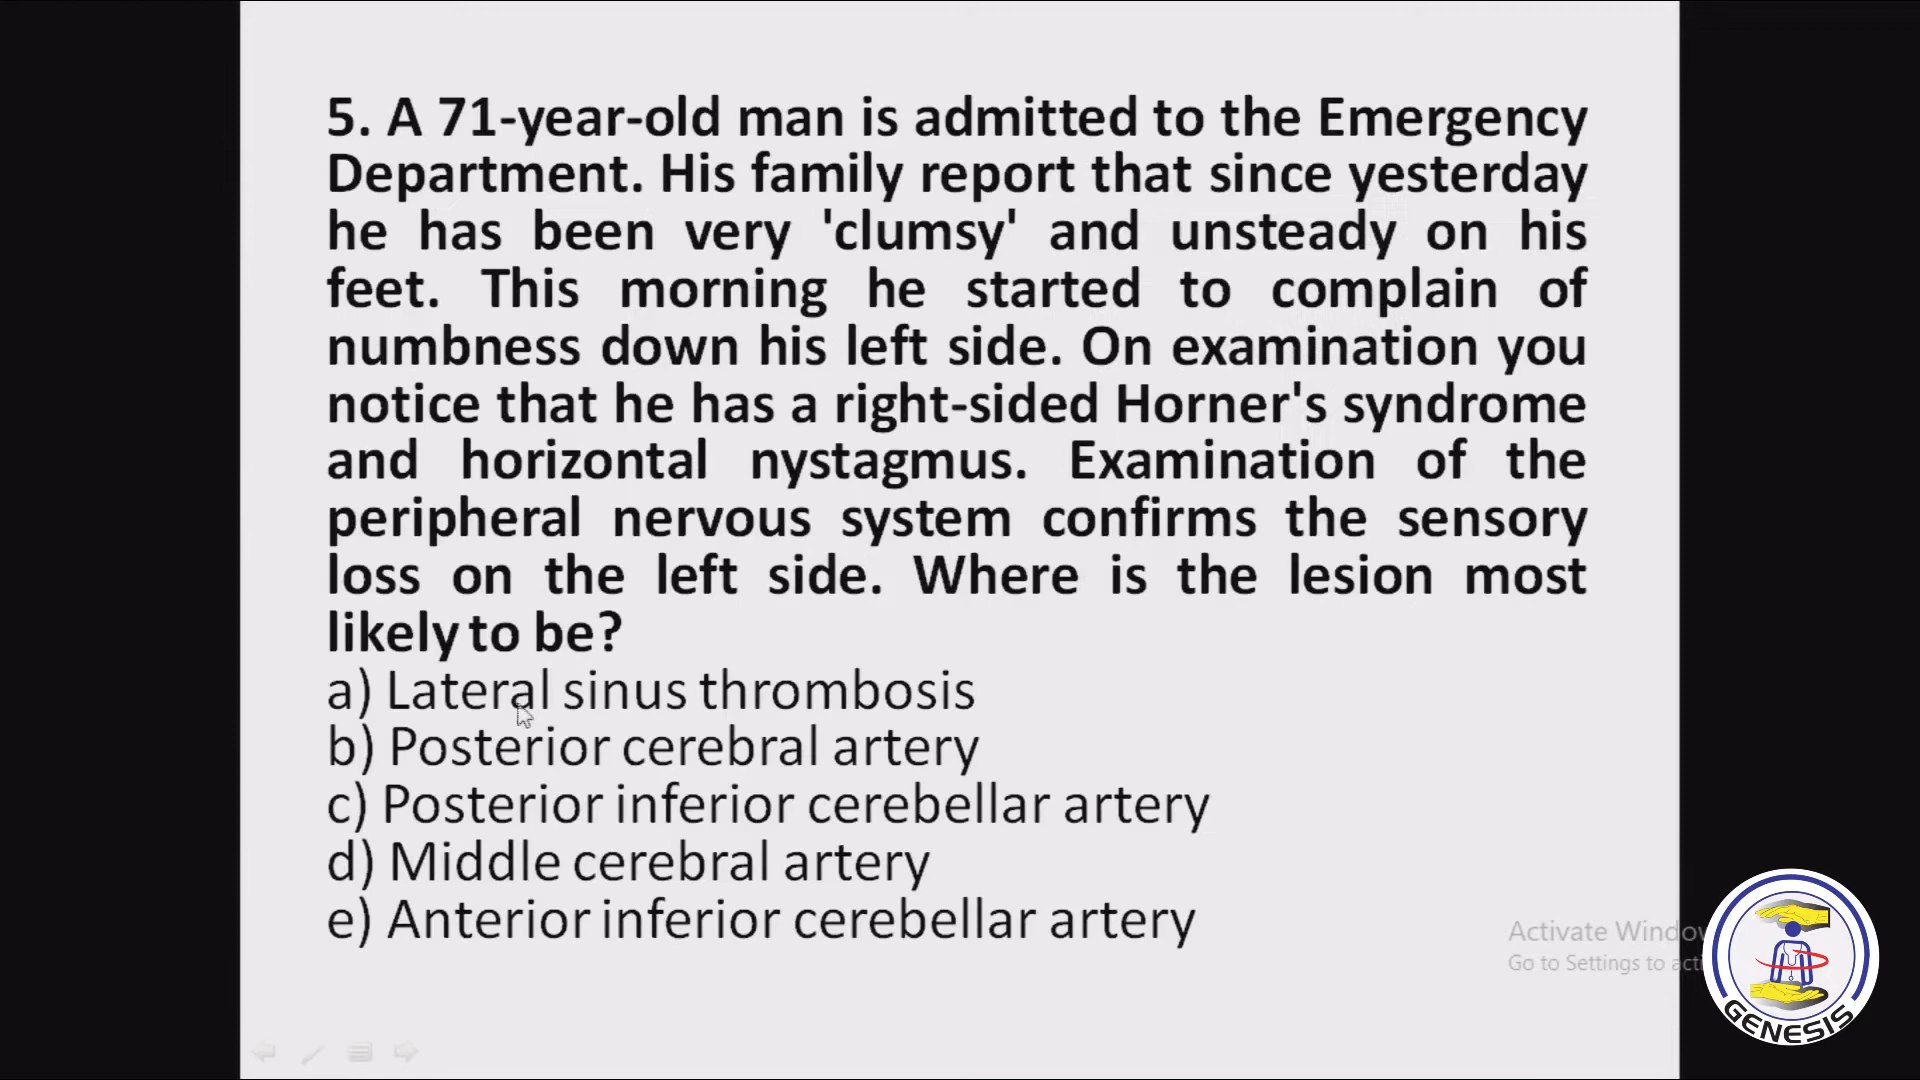 5. A 71-year-old man is admitted to the Emergency
Department. His family report that since yesterday
he has been very 'clumsy' and unsteady on his
feet. This morning he started to complain of
numbness down his left side. On examination you
notice that he has a right-sided Horner's syndrome
and horizontal nystagmus. Examination of the
peripheral nervous system confirms the sensory
loss on the left side. Where is the lesion most
likely to be?
a) Lateral sinus thrombosis
b) Posterior cerebral artery
c) Posterior inferior cerebellar artery
d) Middle cerebral artery
e) Anterior inferior cerebellar artery
Activate
Go to Settings to
GENESIS